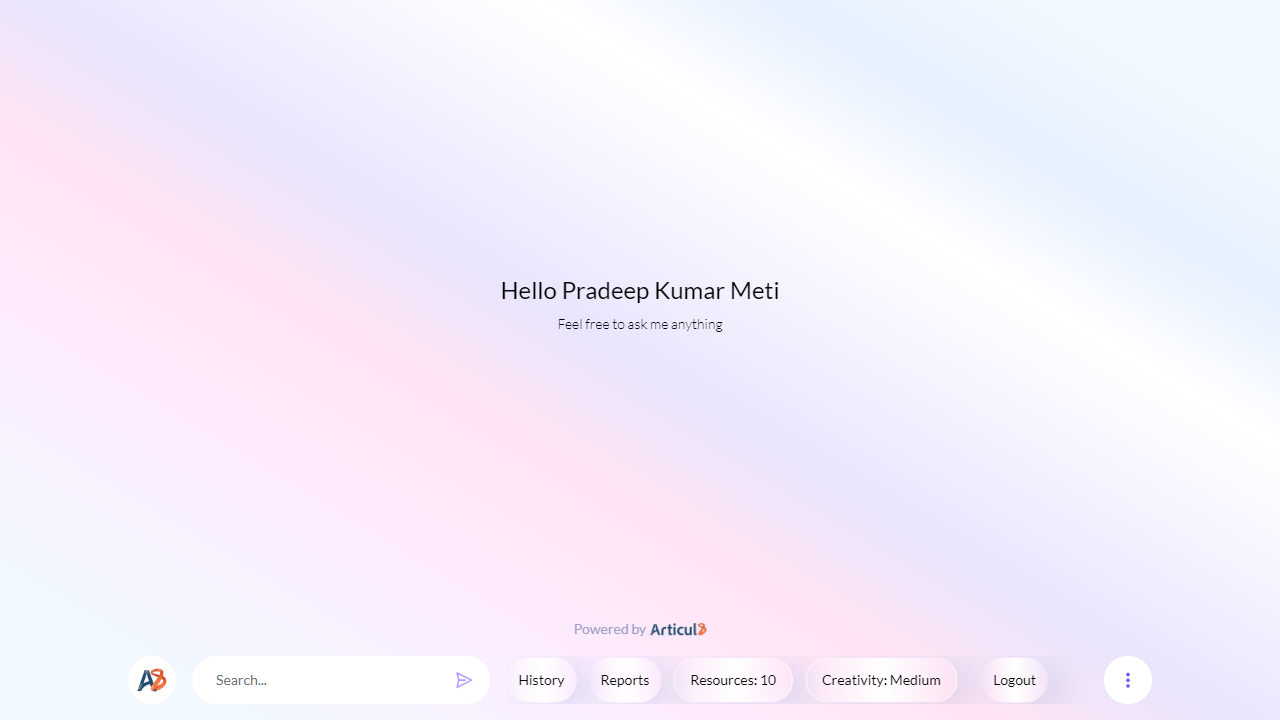 Hello Pradeep Kumar Meti
Feel free to ask me anything
Powered by Articul8
A8 Search... History Reports Resources: 10 Creativity: Medium Logout